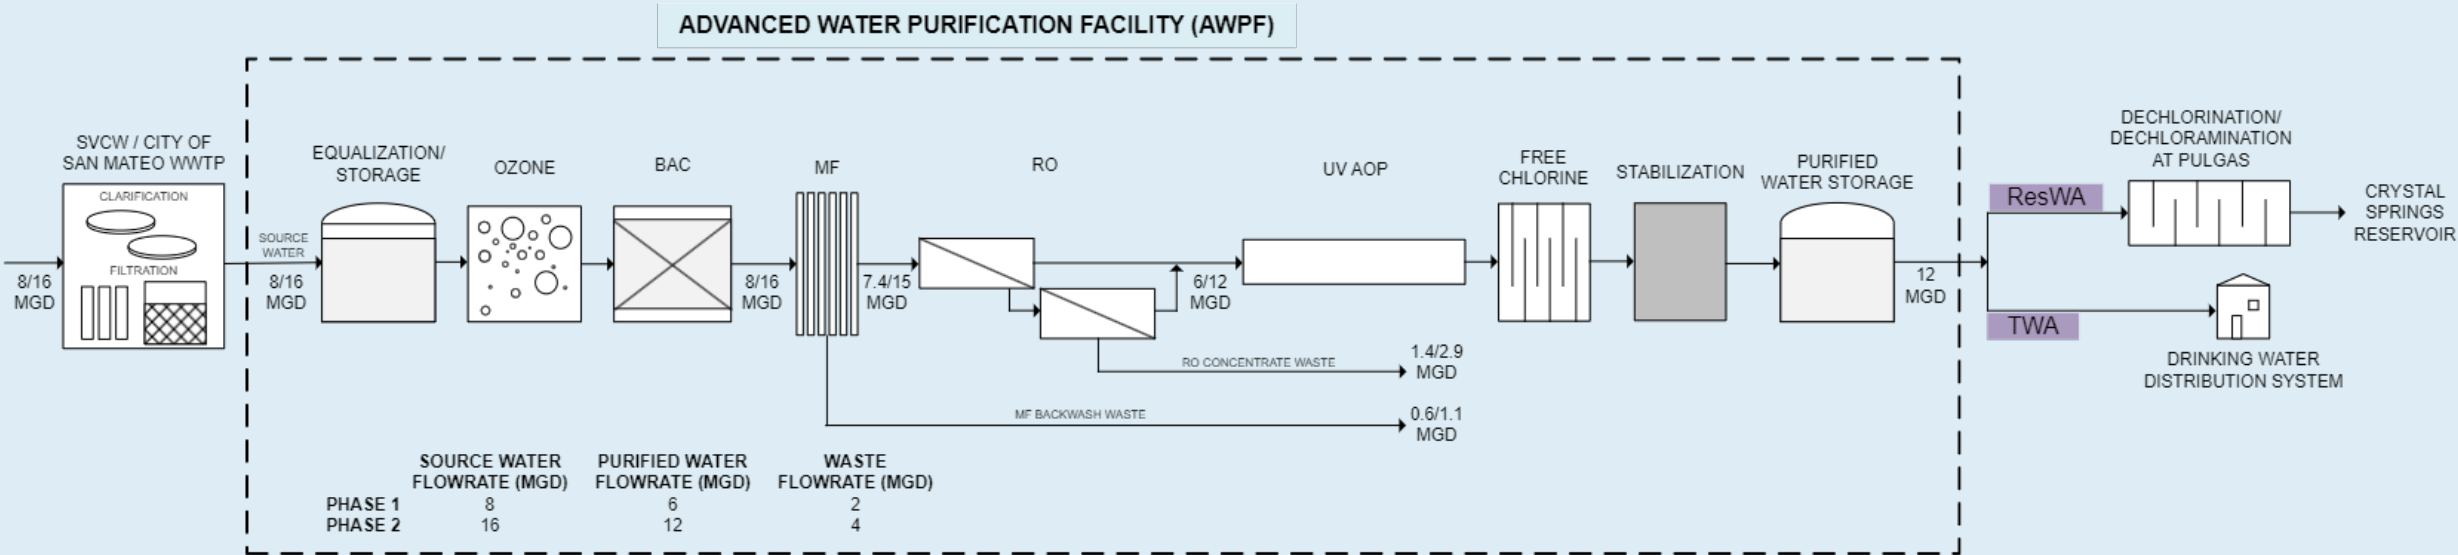 ADVANCED WATER PURIFICATION FACILITY (AWPF)
SVCW / CITY OF
SAN MATEO WWTP
CLARIFICATION
FILTRATION
8/16
MGD
SOURCE
WATER
8/16
MGD
EQUALIZATION/
STORAGE
OZONE
BAC
8/16
MGD
MF
7.4/15
MGD
RO
6/12
MGD
UV AOP
FREE
CHLORINE
STABILIZATION
PURIFIED
WATER STORAGE
12
MGD
ResWA
TWA
DECHLORINATION/
DECHLORAMINATION
AT PULGAS
CRYSTAL
SPRINGS
RESERVOIR
DRINKING WATER
DISTRIBUTION SYSTEM
RO CONCENTRATE WASTE
1.4/2.9
MGD
MF BACKWASH WASTE
0.6/1.1
MGD
SOURCE WATER PURIFIED WATER WASTE
FLOWRATE (MGD) FLOWRATE (MGD) FLOWRATE (MGD)
PHASE 1 8 6 2
PHASE 2 16 12 4